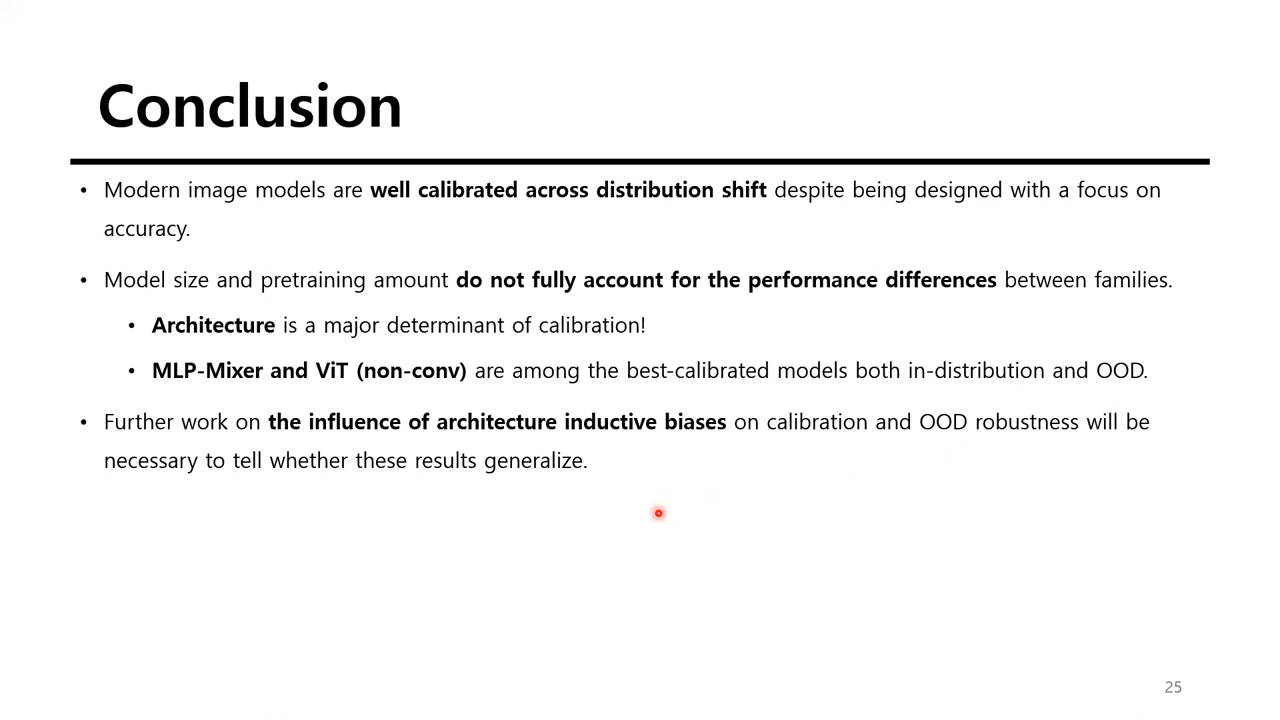 Conclusion
• Modern image models are well calibrated across distribution shift despite being designed with a focus on
accuracy.
• Model size and pretraining amount do not fully account for the performance differences between families.
• Architecture is a major determinant of calibration!
• MLP-Mixer and ViT (non-conv) are among the best-calibrated models both in-distribution and OOD.
• Further work on the influence of architecture inductive biases on calibration and OOD robustness will be
necessary to tell whether these results generalize.
25